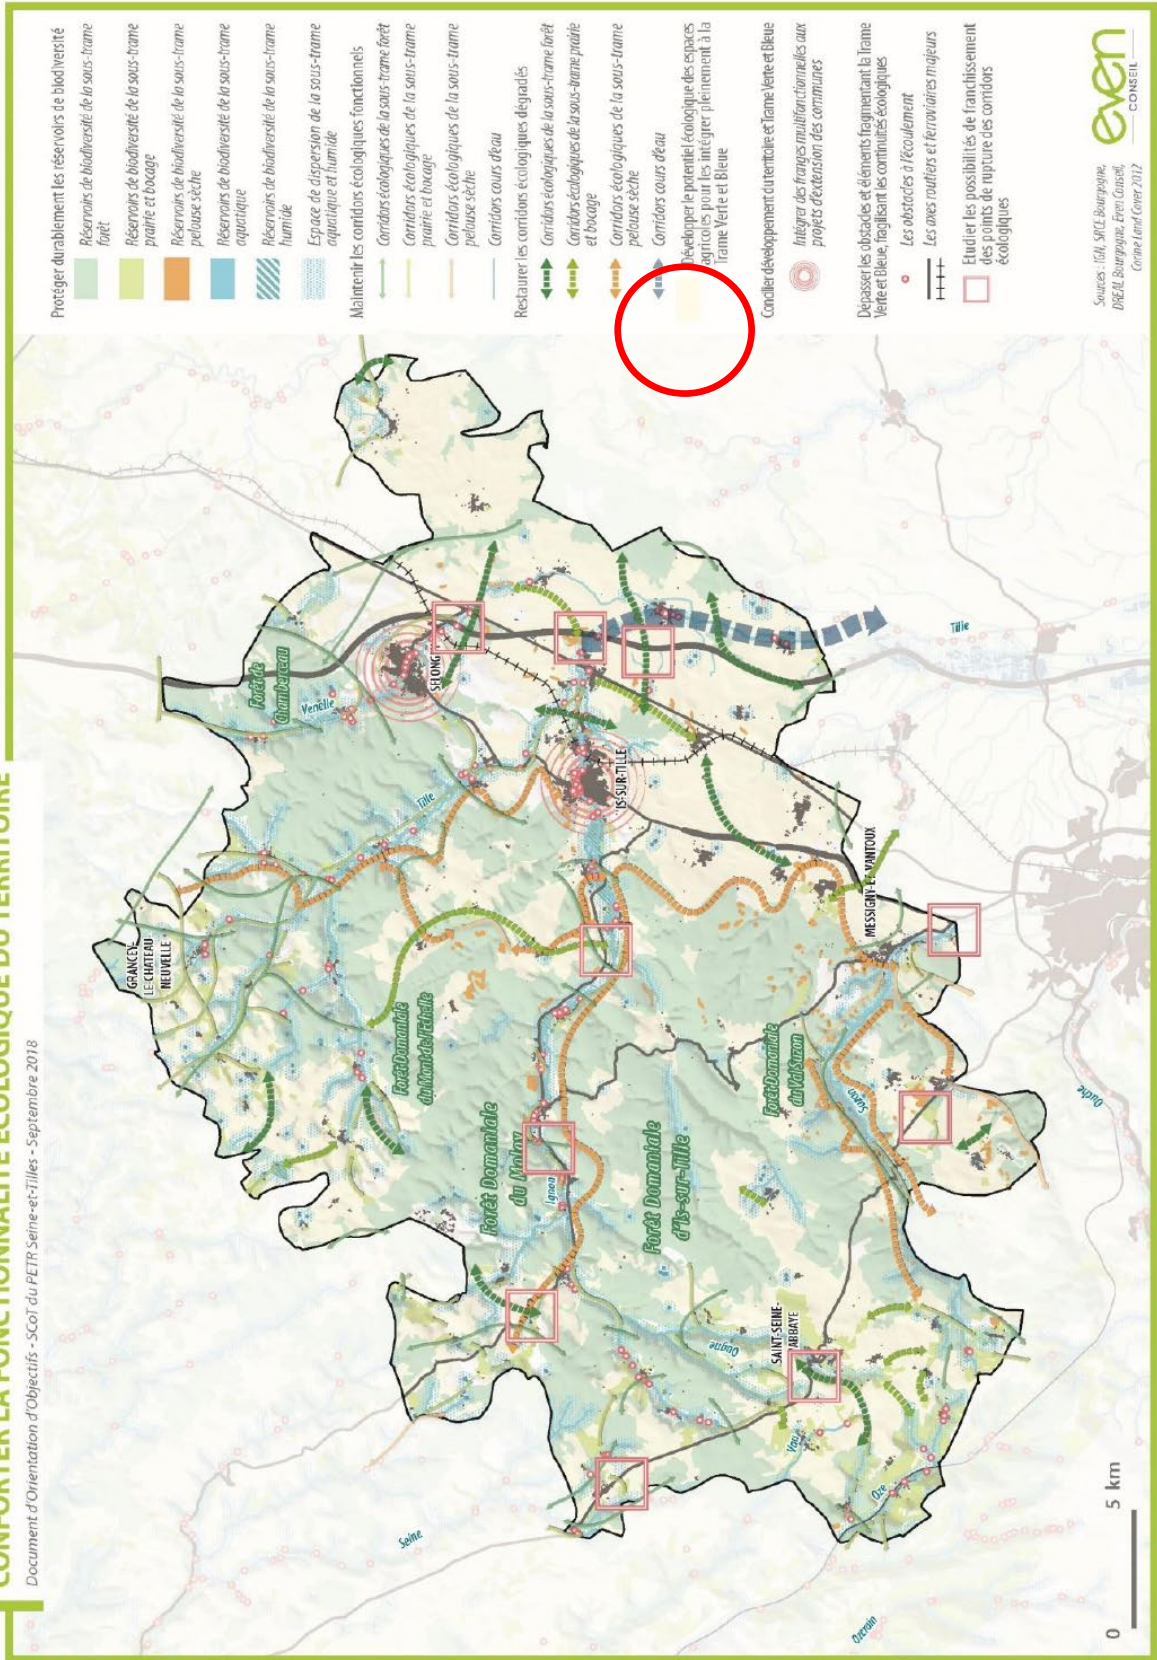 CONFORTER LA FONCTIONNALITÉ ÉCOLOGIQUE DU TERRITOIRE
Document d'Orientation d'Objectifs - SCoT du PETR Seine-et-Tilles - Septembre 2018
GRANCEY-
LE-CHATEAU-
NEUVELLE
Forêt de
Chamberceau
Venelle
SELONGEY
Tille
Forêt Domaniale
du Mont de l'Echelle
IS-SUR-TILLE
Tille
Forêt Domaniale
du Maloy
Ignon
Forêt Domaniale
d'Is-sur-Tille
Forêt Domaniale
du Val Suzon
MESSIGNY-ET-VANTOUX
Suzon
SAINT-SEINE-
ABBAYE
Ougne
Vau
Oze
Seine
Ozerain
Ouche
0 5 km
Protéger durablement les réservoirs de biodiversité
Réservoirs de biodiversité de la sous-trame
forêt
Réservoirs de biodiversité de la sous-trame
prairie et bocage
Réservoirs de biodiversité de la sous-trame
pelouse sèche
Réservoirs de biodiversité de la sous-trame
aquatique
Réservoirs de biodiversité de la sous-trame
humide
Espace de dispersion de la sous-trame
aquatique et humide
Maintenir les corridors écologiques fonctionnels
Corridors écologiques de la sous-trame forêt
Corridors écologiques de la sous-trame
prairie et bocage
Corridors écologiques de la sous-trame
pelouse sèche
Corridors cours d'eau
Restaurer les corridors écologiques dégradés
Corridors écologiques de la sous-trame forêt
Corridors écologiques de la sous-trame prairie
et bocage
Corridors écologiques de la sous-trame
pelouse sèche
Corridors cours d'eau
Développer le potentiel écologique des espaces
agricoles pour les intégrer pleinement à la
Trame Verte et Bleue
Concilier développement du territoire et Trame Verte et Bleue
Intégrer des franges multifonctionnelles aux
projets d'extension des communes
Dépasser les obstacles et éléments fragmentant la Trame
Verte et Bleue, fragilisant les continuités écologiques
Les obstacles à l'écoulement
Les axes routiers et ferroviaires majeurs
Etudier les possibilités de franchissement
des points de rupture des corridors
écologiques
Sources : IGN, SRCE Bourgogne,
DREAL Bourgogne, Even Conseil,
Corine Land Cover 2012
even
CONSEIL